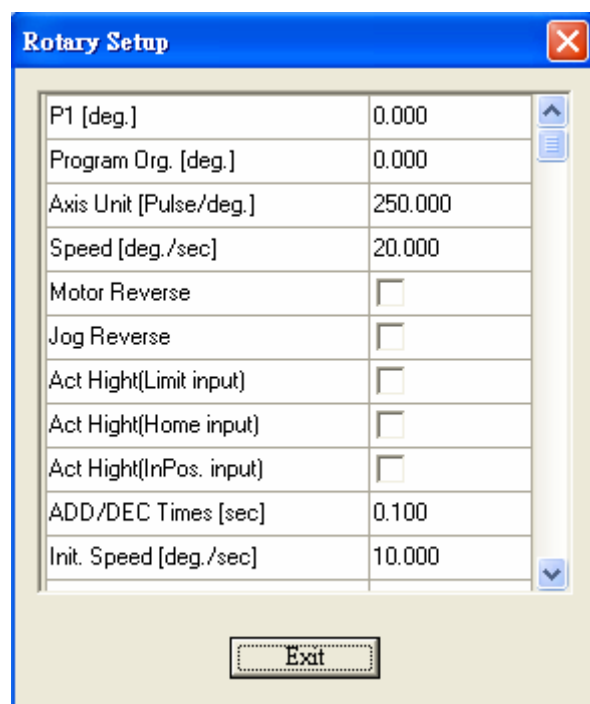 Rotary Setup
P1 [deg.] 0.000
Program Org. [deg.] 0.000
Axis Unit [Pulse/deg.] 250.000
Speed [deg./sec] 20.000
Motor Reverse
Jog Reverse
Act Hight(Limit input)
Act Hight(Home input)
Act Hight(InPos. input)
ADD/DEC Times [sec] 0.100
Init. Speed [deg./sec] 10.000
Exit